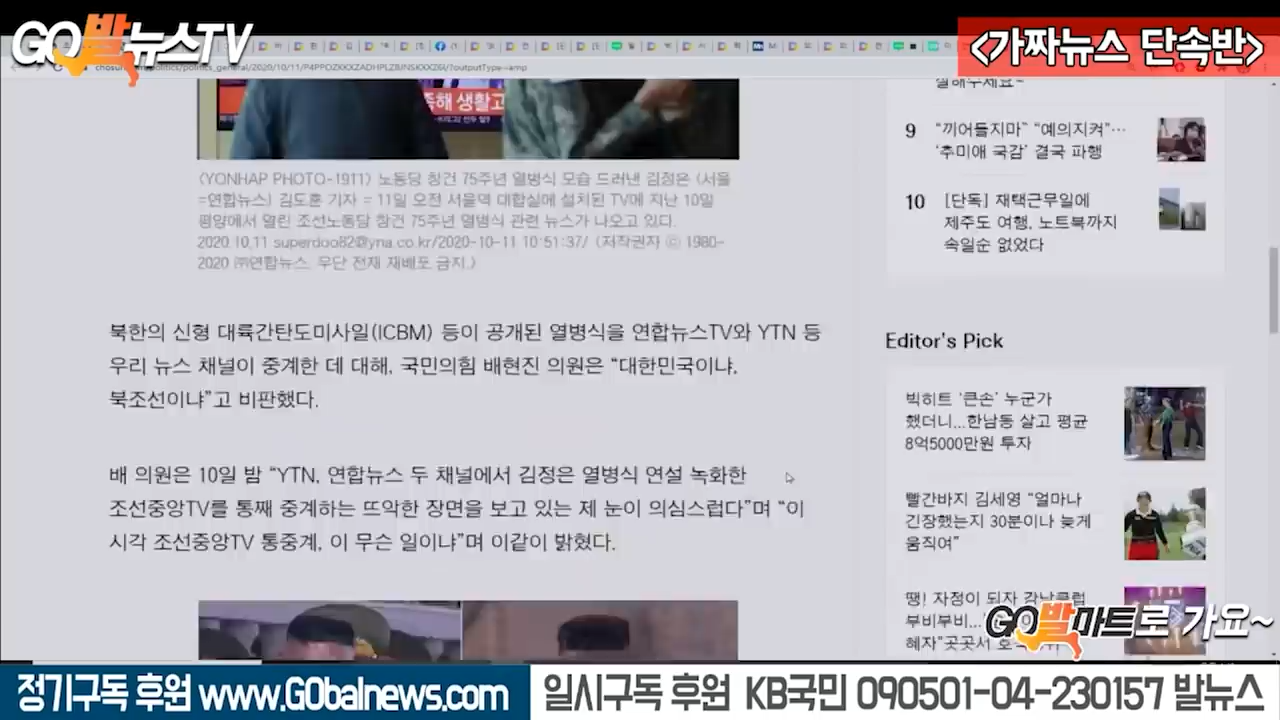 GO발뉴스TV
<가짜뉴스 단속반>
족해 생활고
〈YONHAP PHOTO-1911〉 노동당 창건 75주년 열병식 모습 드러낸 김정은 〈서울
=연합뉴스〉 김도훈 기자 = 11일 오전 서울역 대합실에 설치된 TV에 지난 10일
평양에서 열린 조선노동당 창건 75주년 열병식 관련 뉴스가 나오고 있다.
2020.10.11 superdoo82@yna.co.kr/2020-10-11 10:51:37/ 〈저작권자 ⓒ 1980-
2020 ㈜연합뉴스. 무단 전재 재배포 금지.〉
북한의 신형 대륙간탄도미사일(ICBM) 등이 공개된 열병식을 연합뉴스TV와 YTN 등
우리 뉴스 채널이 중계한 데 대해, 국민의힘 배현진 의원은 “대한민국이냐,
북조선이냐”고 비판했다.
배 의원은 10일 밤 “YTN, 연합뉴스 두 채널에서 김정은 열병식 연설 녹화한
조선중앙TV를 통째 중계하는 뜨악한 장면을 보고 있는 제 눈이 의심스럽다”며 “이
시각 조선중앙TV 통중계, 이 무슨 일이냐”며 이같이 밝혔다.
9 “끼어들지마” “예의지켜”…
‘추미애 국감’ 결국 파행
10 [단독] 재택근무일에
제주도 여행, 노트북까지
속일순 없었다
Editor's Pick
빅히트 ‘큰손’ 누군가
했더니...한남동 살고 평균
8억5000만원 투자
빨간바지 김세영 “얼마나
긴장했는지 30분이나 늦게
움직여”
땡! 자정이 되자 강남클럽
부비부비...
GO발마트로 가요~
정기구독 후원 www.GObalnews.com
일시구독 후원 KB국민 090501-04-230157 발뉴스